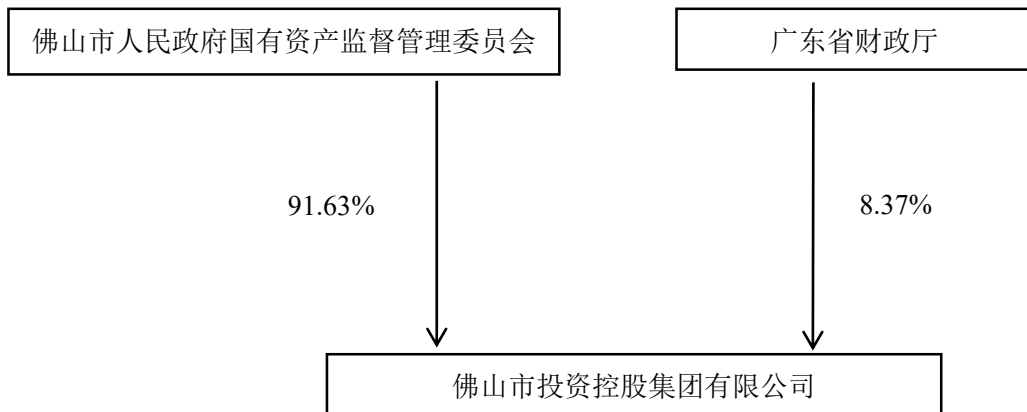 佛山市人民政府国有资产监督管理委员会
广东省财政厅
91.63%
8.37%
佛山市投资控股集团有限公司